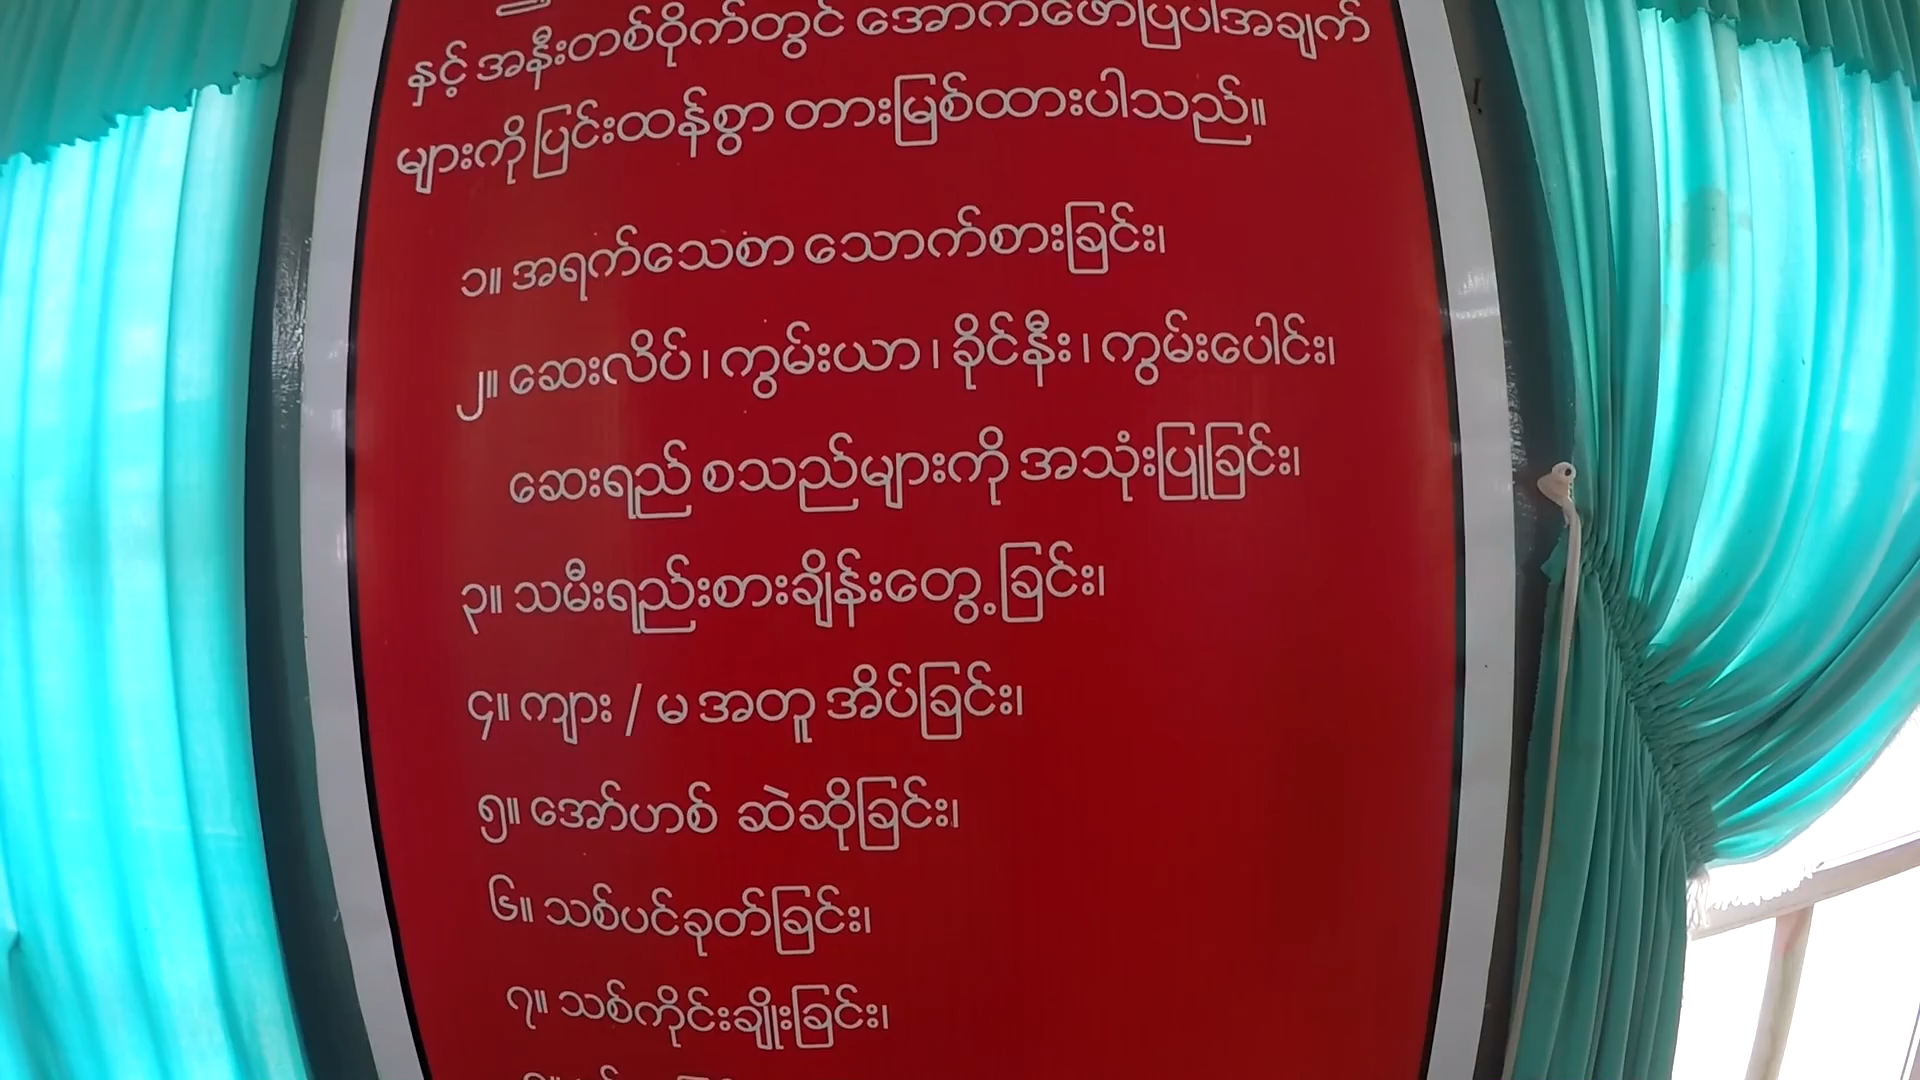 နှင့် အနီးတစ်ဝိုက်တွင် အောက်ဖော်ပြပါအချက်
များကို ပြင်းထန်စွာ တားမြစ်ထားပါသည်။
၁။ အရက်သေစာ သောက်စားခြင်း၊
၂။ ဆေးလိပ် ၊ ကွမ်းယာ ၊ ခိုင်နီး ၊ ကွမ်းပေါင်း၊
ဆေးရည် စသည်များကို အသုံးပြုခြင်း၊
၃။ သမီးရည်းစားချိန်းတွေ့ခြင်း၊
၄။ ကျား / မ အတူ အိပ်ခြင်း၊
၅။ အော်ဟစ် ဆဲဆိုခြင်း၊
၆။ သစ်ပင်ခုတ်ခြင်း၊
၇။ သစ်ကိုင်းချိုးခြင်း၊